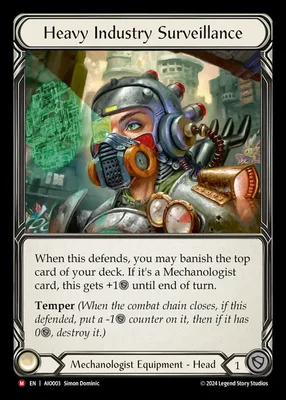 Heavy Industry Surveillance
When this defends, you may banish the top
card of your deck. If it's a Mechanologist
card, this gets +1 until end of turn.
Temper (When the combat chain closes, if this
defended, put a -1 counter on it, then if it has
0, destroy it.)
Mechanologist Equipment - Head
1
M EN | AIO003 Simon Dominic
© 2024 Legend Story Studios